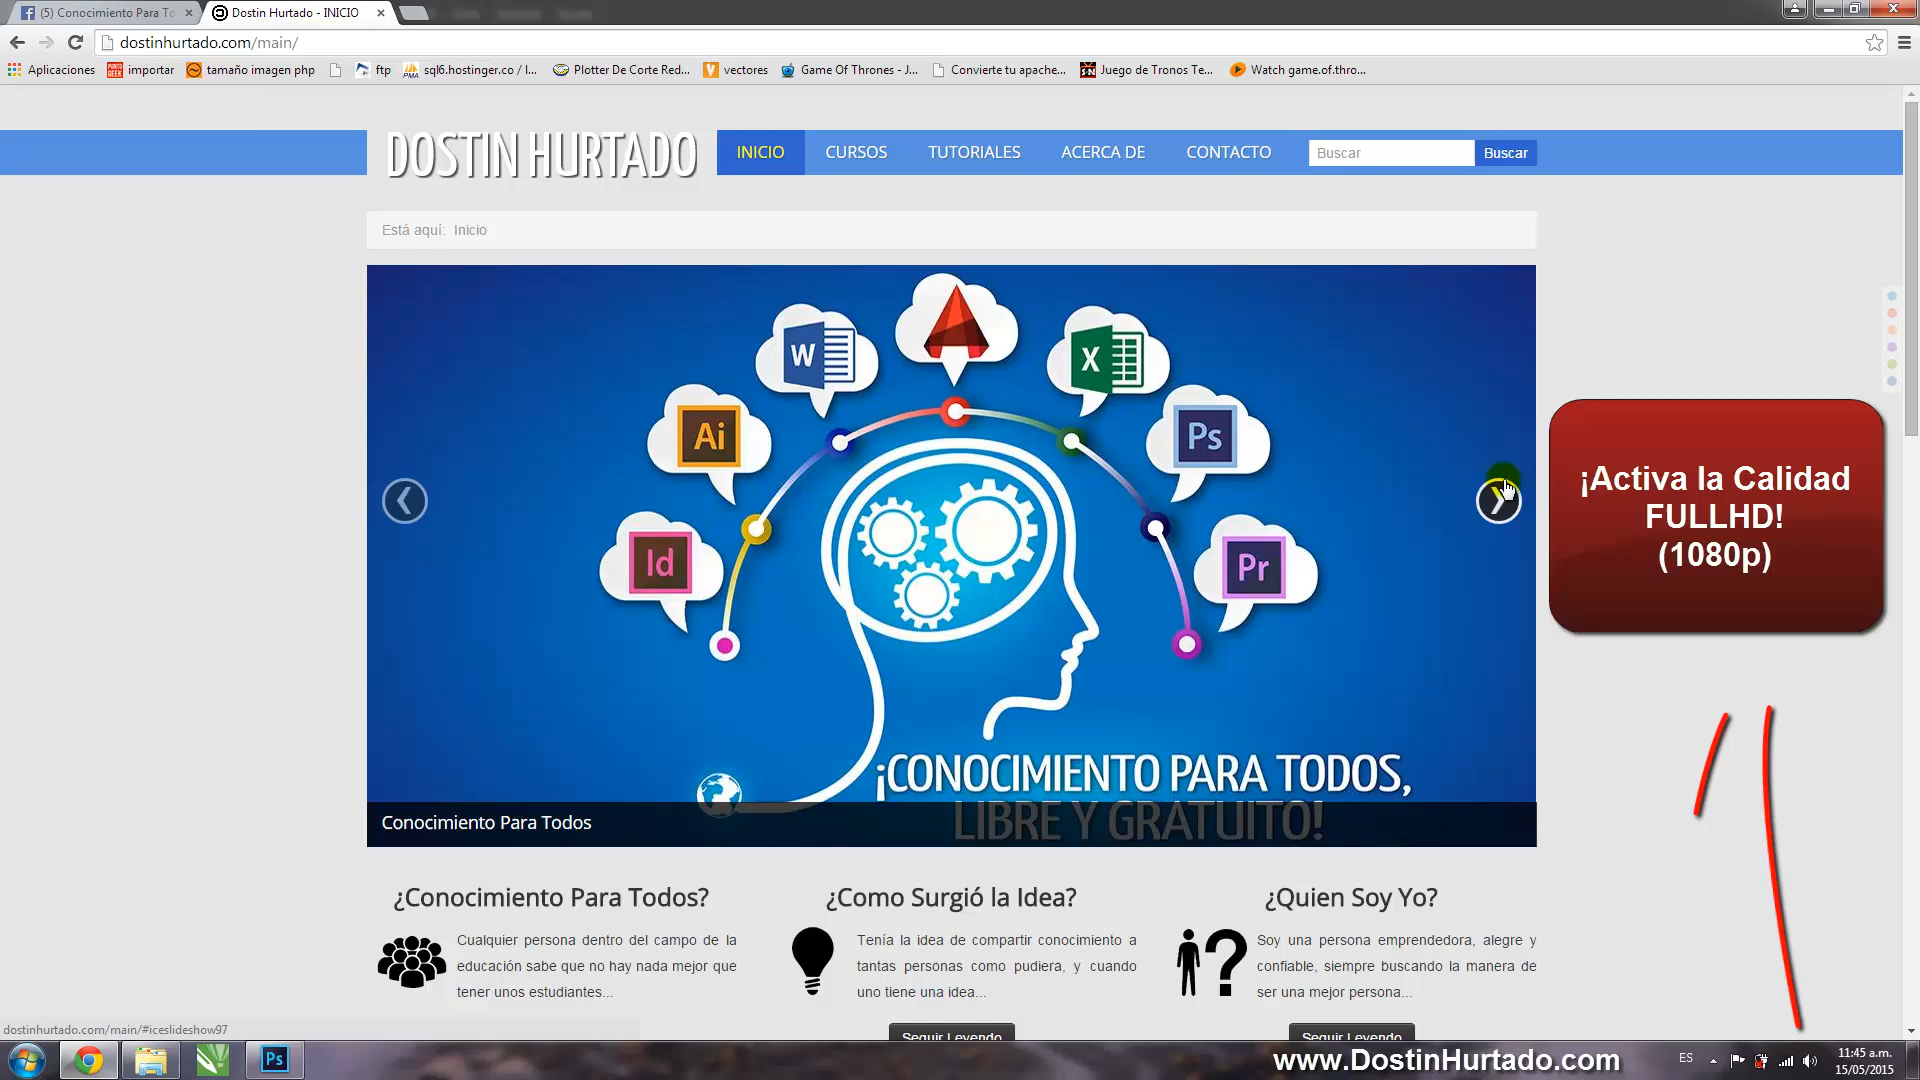 (5) Conocimiento Para To
Dostin Hurtado - INICIO
dostinhurtado.com/main/
Aplicaciones
importar
tamaño imagen php
ftp
sql6.hostinger.co / l...
Plotter De Corte Red...
vectores
Game Of Thrones - J...
Convierte tu apache...
Juego de Tronos Te...
Watch game.of.thro...
DOSTIN HURTADO
INICIO
CURSOS
TUTORIALES
ACERCA DE
CONTACTO
Buscar
Buscar
Está aquí: Inicio
W
X
Ai
Ps
Id
Pr
¡Activa la Calidad
FULLHD!
(1080p)
¡CONOCIMIENTO PARA TODOS,
LIBRE Y GRATUITO!
Conocimiento Para Todos
¿Conocimiento Para Todos?
Cualquier persona dentro del campo de la
educación sabe que no hay nada mejor que
tener unos estudiantes...
¿Como Surgió la Idea?
Tenía la idea de compartir conocimiento a
tantas personas como pudiera, y cuando
uno tiene una idea...
Seguir Leyendo
¿Quien Soy Yo?
Soy una persona emprendedora, alegre y
confiable, siempre buscando la manera de
ser una mejor persona...
Seguir Leyendo
dostinhurtado.com/main/#iceslideshow97
Ps
www.DostinHurtado.com
ES
11:45 a.m.
15/05/2015